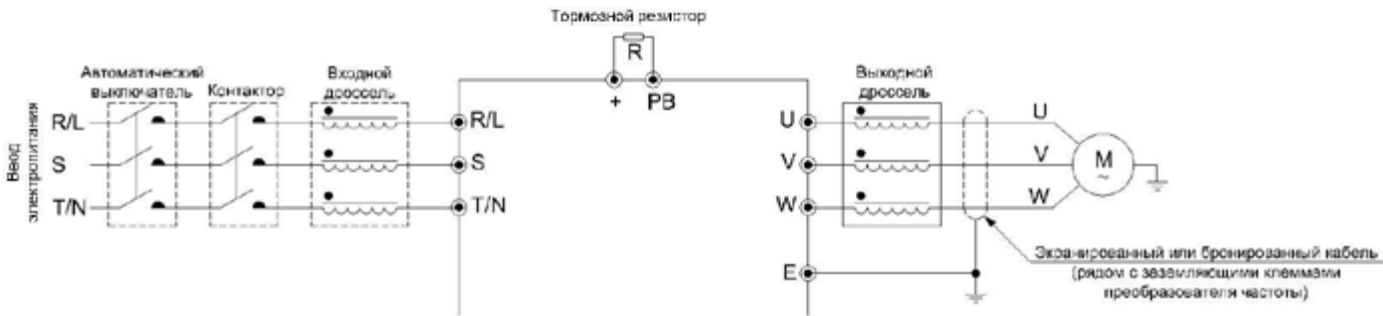 Тормозной резистор
R
+ PB
Автоматический
выключатель
Контактор
Входной
дроссель
Выходной
дроссель
Ввод
электропитания
R/L
S
T/N
R/L
S
T/N
U
V
W
E
U
V
W
M
~
Экранированный или бронированный кабель
(рядом с заземляющими клеммами
преобразователя частоты)